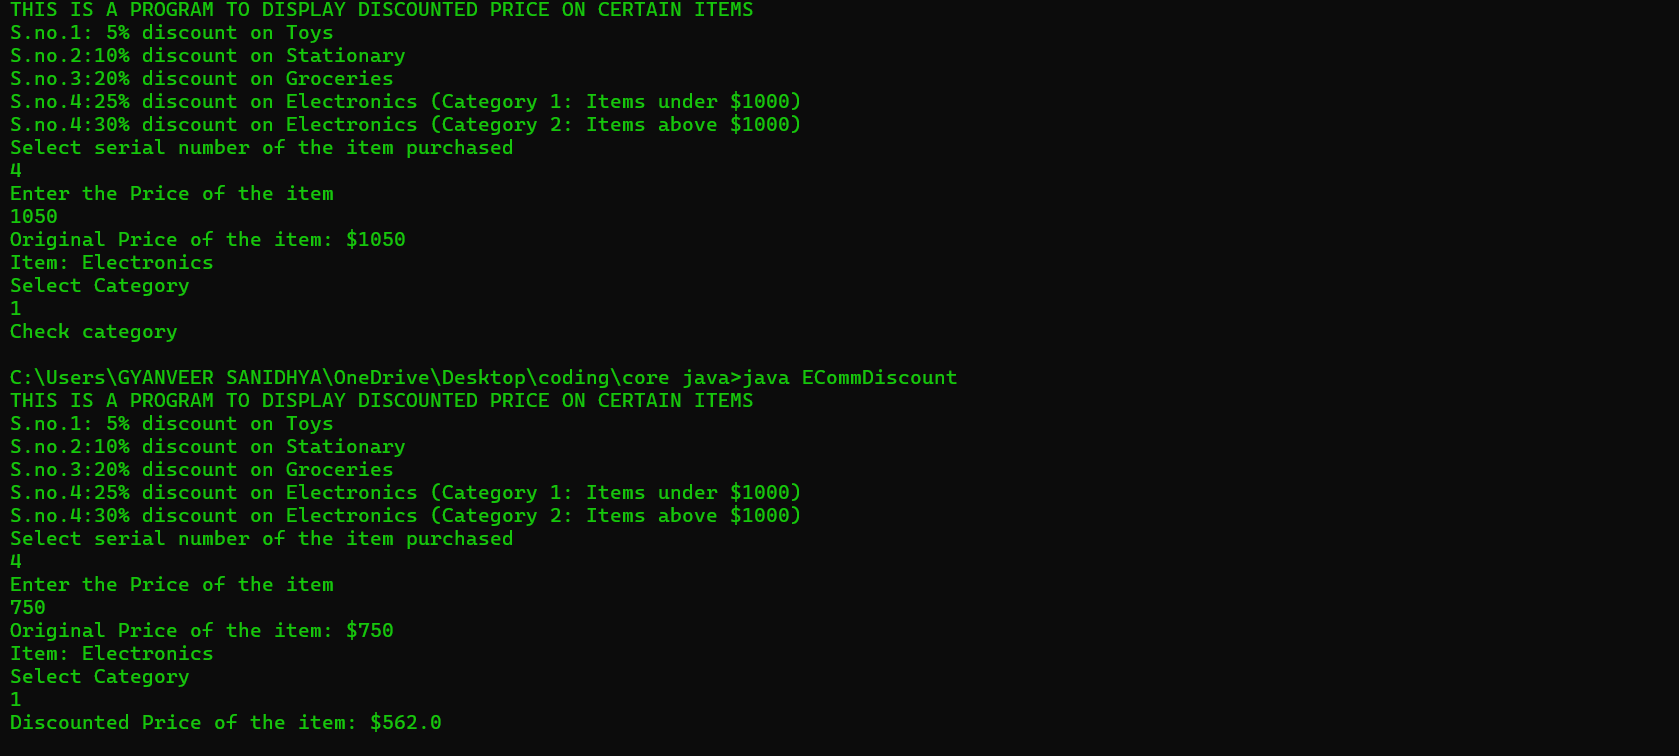 THIS IS A PROGRAM TO DISPLAY DISCOUNTED PRICE ON CERTAIN ITEMS
S.no.1: 5% discount on Toys
S.no.2:10% discount on Stationary
S.no.3:20% discount on Groceries
S.no.4:25% discount on Electronics (Category 1: Items under $1000)
S.no.4:30% discount on Electronics (Category 2: Items above $1000)
Select serial number of the item purchased
4
Enter the Price of the item
1050
Original Price of the item: $1050
Item: Electronics
Select Category
1
Check category

C:\Users\GYANVEER SANIDHYA\OneDrive\Desktop\coding\core java>java ECommDiscount
THIS IS A PROGRAM TO DISPLAY DISCOUNTED PRICE ON CERTAIN ITEMS
S.no.1: 5% discount on Toys
S.no.2:10% discount on Stationary
S.no.3:20% discount on Groceries
S.no.4:25% discount on Electronics (Category 1: Items under $1000)
S.no.4:30% discount on Electronics (Category 2: Items above $1000)
Select serial number of the item purchased
4
Enter the Price of the item
750
Original Price of the item: $750
Item: Electronics
Select Category
1
Discounted Price of the item: $562.0